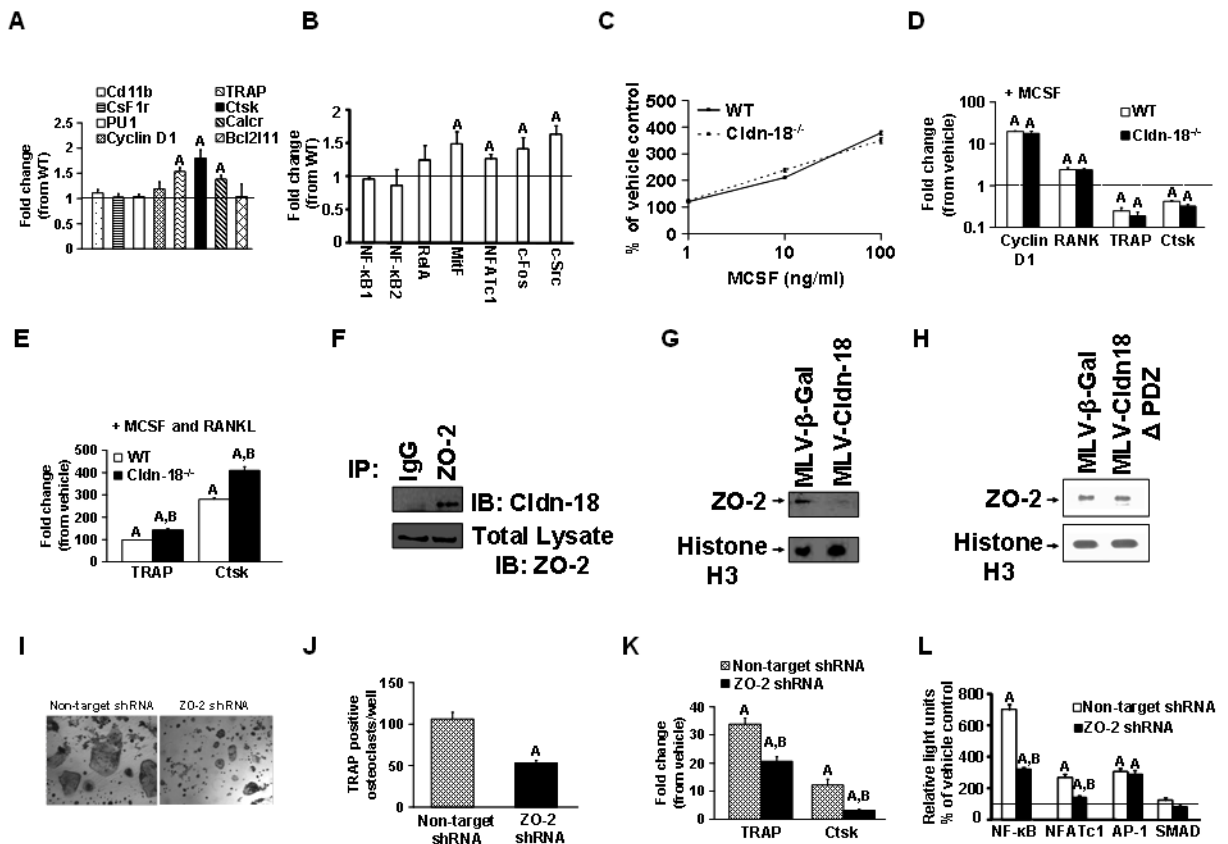 A
Cd11b
TRAP
CsF1r
Ctsk
PU1
Calcr
Cyclin D1
Bcl2l11
Fold change
(from WT)
2.5
2
1.5
1
0.5
0
A
A
A
B
Fold change
(from WT)
2
1.5
1
0.5
0
A
A
A
A
NF-κB1
NF-κB2
RelA
MitF
NFATc1
c-Fos
c-Src
C
% of vehicle control
500
400
300
200
100
0
WT
Cldn-18-/-
1
10
100
MCSF (ng/ml)
D
+ MCSF
WT
Cldn-18-/-
Fold change
(from vehicle)
100
10
1
0.1
A A
A A
A A
A A
Cyclin
D1
RANK
TRAP
Ctsk
E
+ MCSF and RANKL
WT
Cldn-18-/-
Fold change
(from vehicle)
500
400
300
200
100
0
A
A,B
A
A,B
TRAP
Ctsk
F
IP:
IgG
ZO-2
IB: Cldn-18
Total Lysate
IB: ZO-2
G
MLV-β-Gal
MLV-Cldn-18
ZO-2
Histone
H3
H
MLV-β-Gal
MLV-Cldn18
Δ PDZ
ZO-2
Histone
H3
I
Non-target shRNA
ZO-2 shRNA
J
TRAP positive
osteoclasts/well
150
100
50
0
A
Non-target
shRNA
ZO-2
shRNA
K
Non-target shRNA
ZO-2 shRNA
Fold change
(from vehicle)
40
30
20
10
0
A
A,B
A
A,B
TRAP
Ctsk
L
Non-target shRNA
ZO-2 shRNA
Relative light units
% of vehicle control
800
600
400
200
0
A
A,B
A
A,B
A
A
NF-κB
NFATc1
AP-1
SMAD